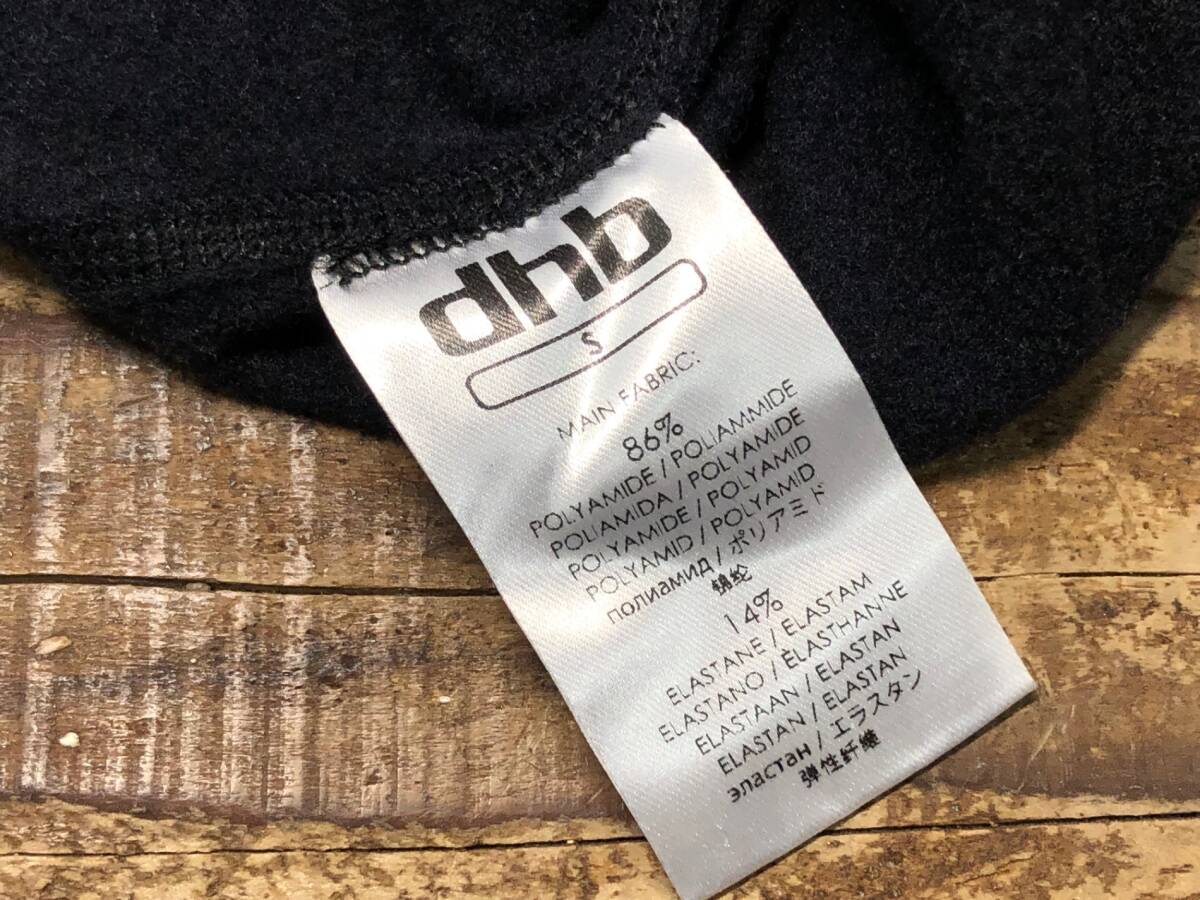 dhb
S
MAIN FABRIC:
86%
POLYAMIDE / POLIAMMIDE
POLIAMIDA / POLYAMIDE
POLYAMIDE / POLYAMID
POLYAMID / POLYAMID
полиамид / ポリアミド
锦纶
14%
ELASTANE / ELASTAM
ELASTANO / ÉLASTHANNE
ELASTAAN / ELASTAN
ELASTAN / ELASTAN
эластан / エラスタン
弹性纤维